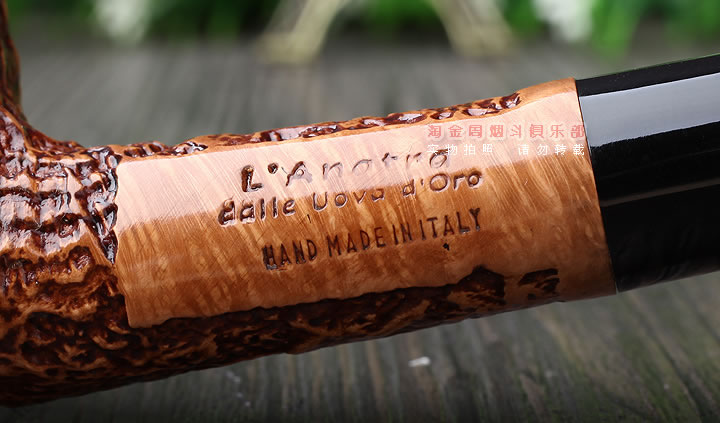 淘金周烟斗俱乐部
实物拍照 请勿转载
L'Anatra
dalle Uova d'Oro
HAND MADE IN ITALY